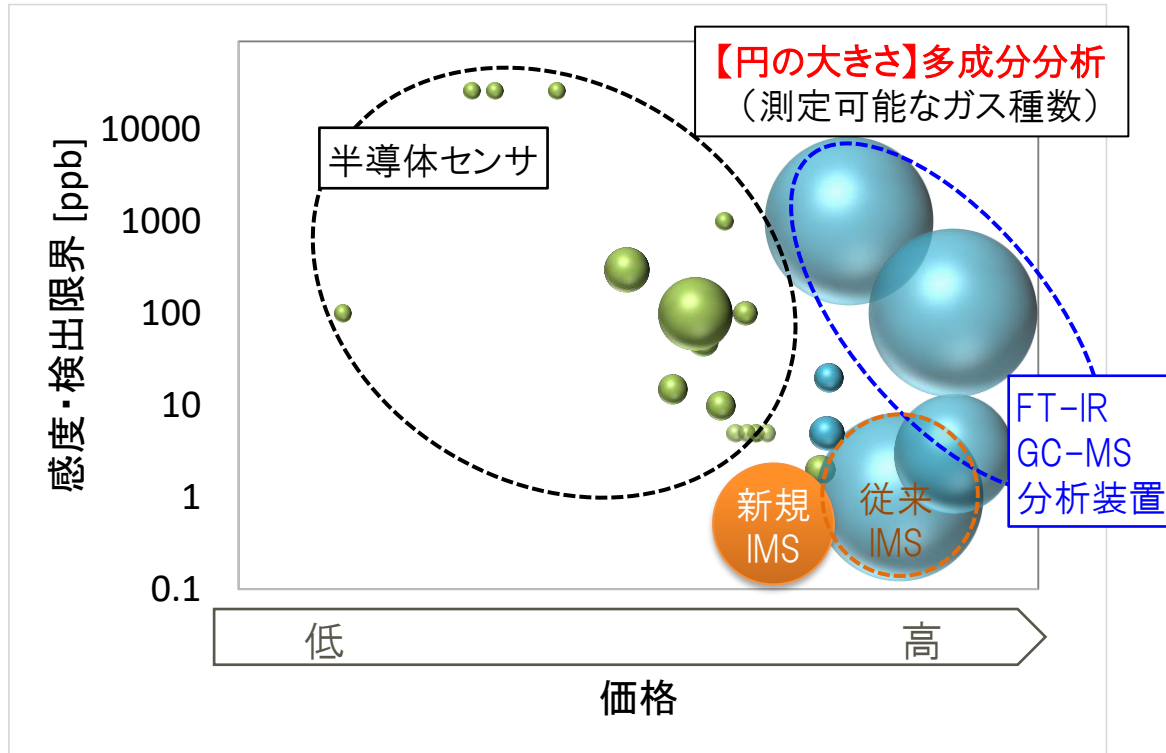 【円の大きさ】多成分分析
（測定可能なガス種数）
半導体センサ
感度・検出限界 [ppb]
10000
1000
100
10
1
0.1
FT-IR
GC-MS
分析装置
新規
IMS
従来
IMS
低
高
価格